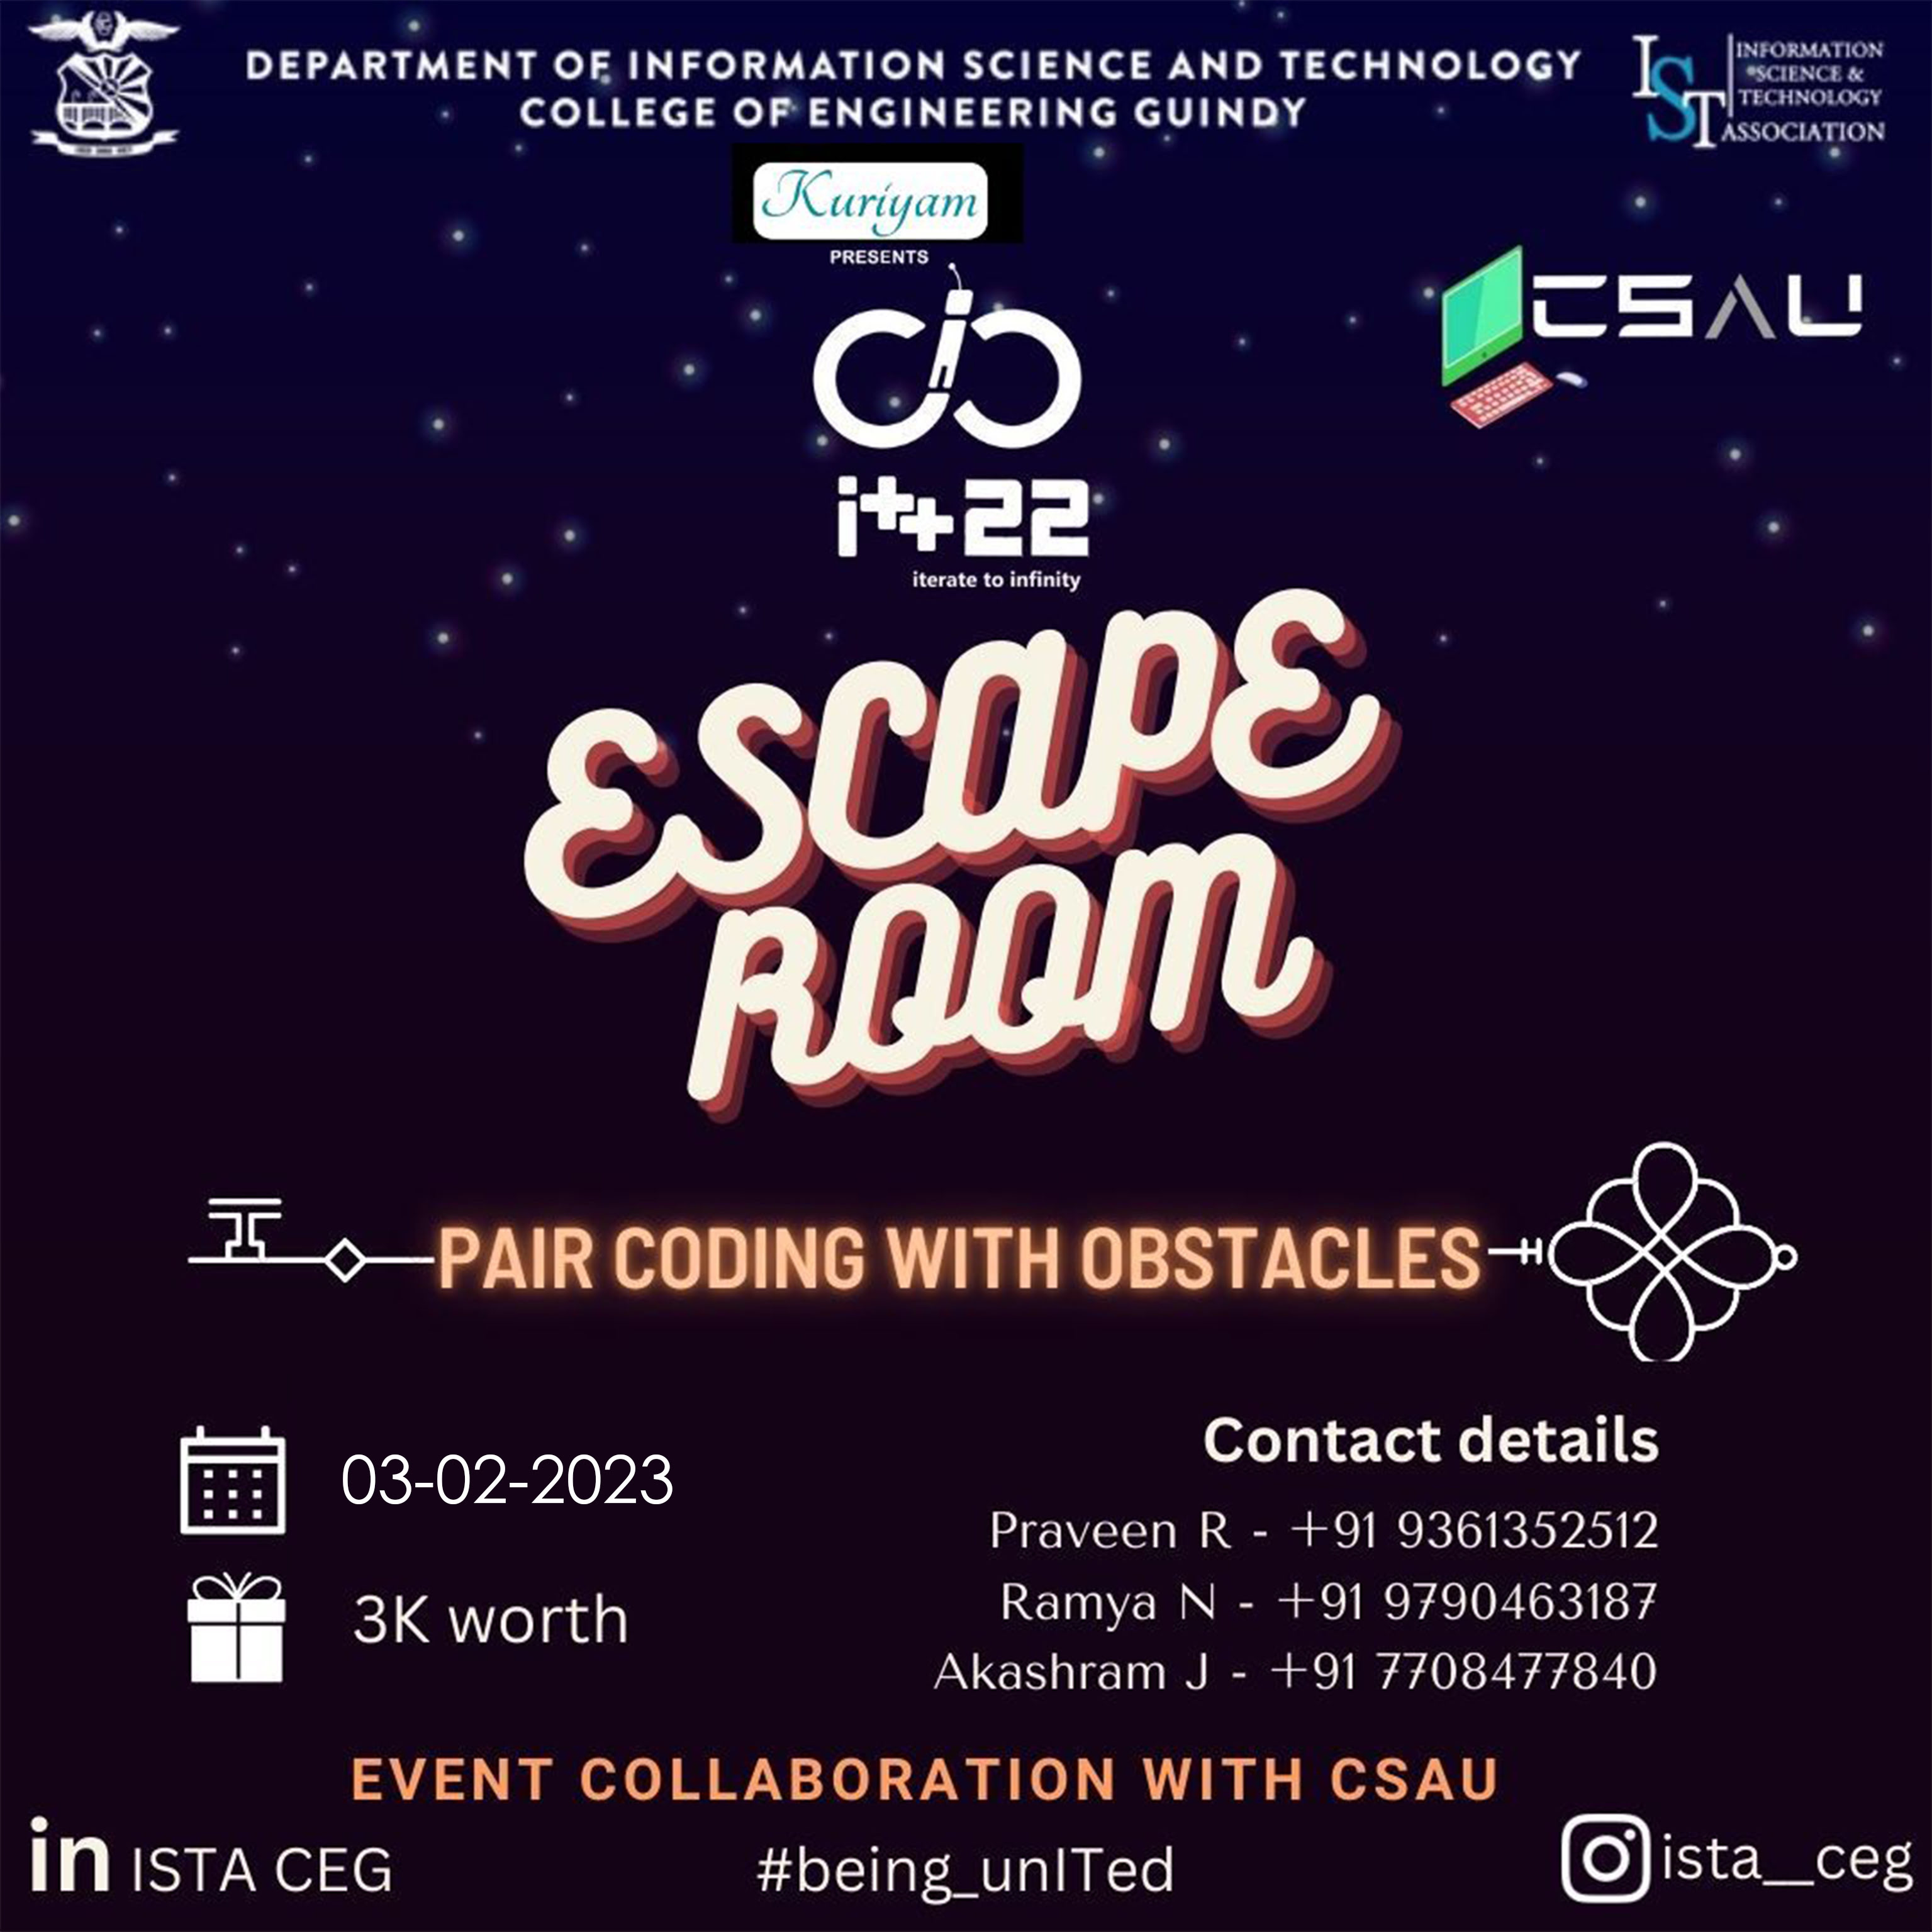 DEPARTMENT OF INFORMATION SCIENCE AND TECHNOLOGY
COLLEGE OF ENGINEERING GUINDY
IST INFORMATION
SCIENCE &
TECHNOLOGY
ASSOCIATION
Kuriyam
PRESENTS
CSAU
i++22
iterate to infinity
ESCAPE
ROOM
PAIR CODING WITH OBSTACLES
03-02-2023
3K worth
Contact details
Praveen R - +91 9361352512
Ramya N - +91 9790463187
Akashram J - +91 7708477840
EVENT COLLABORATION WITH CSAU
in ISTA CEG
#being_unITed
ista__ceg